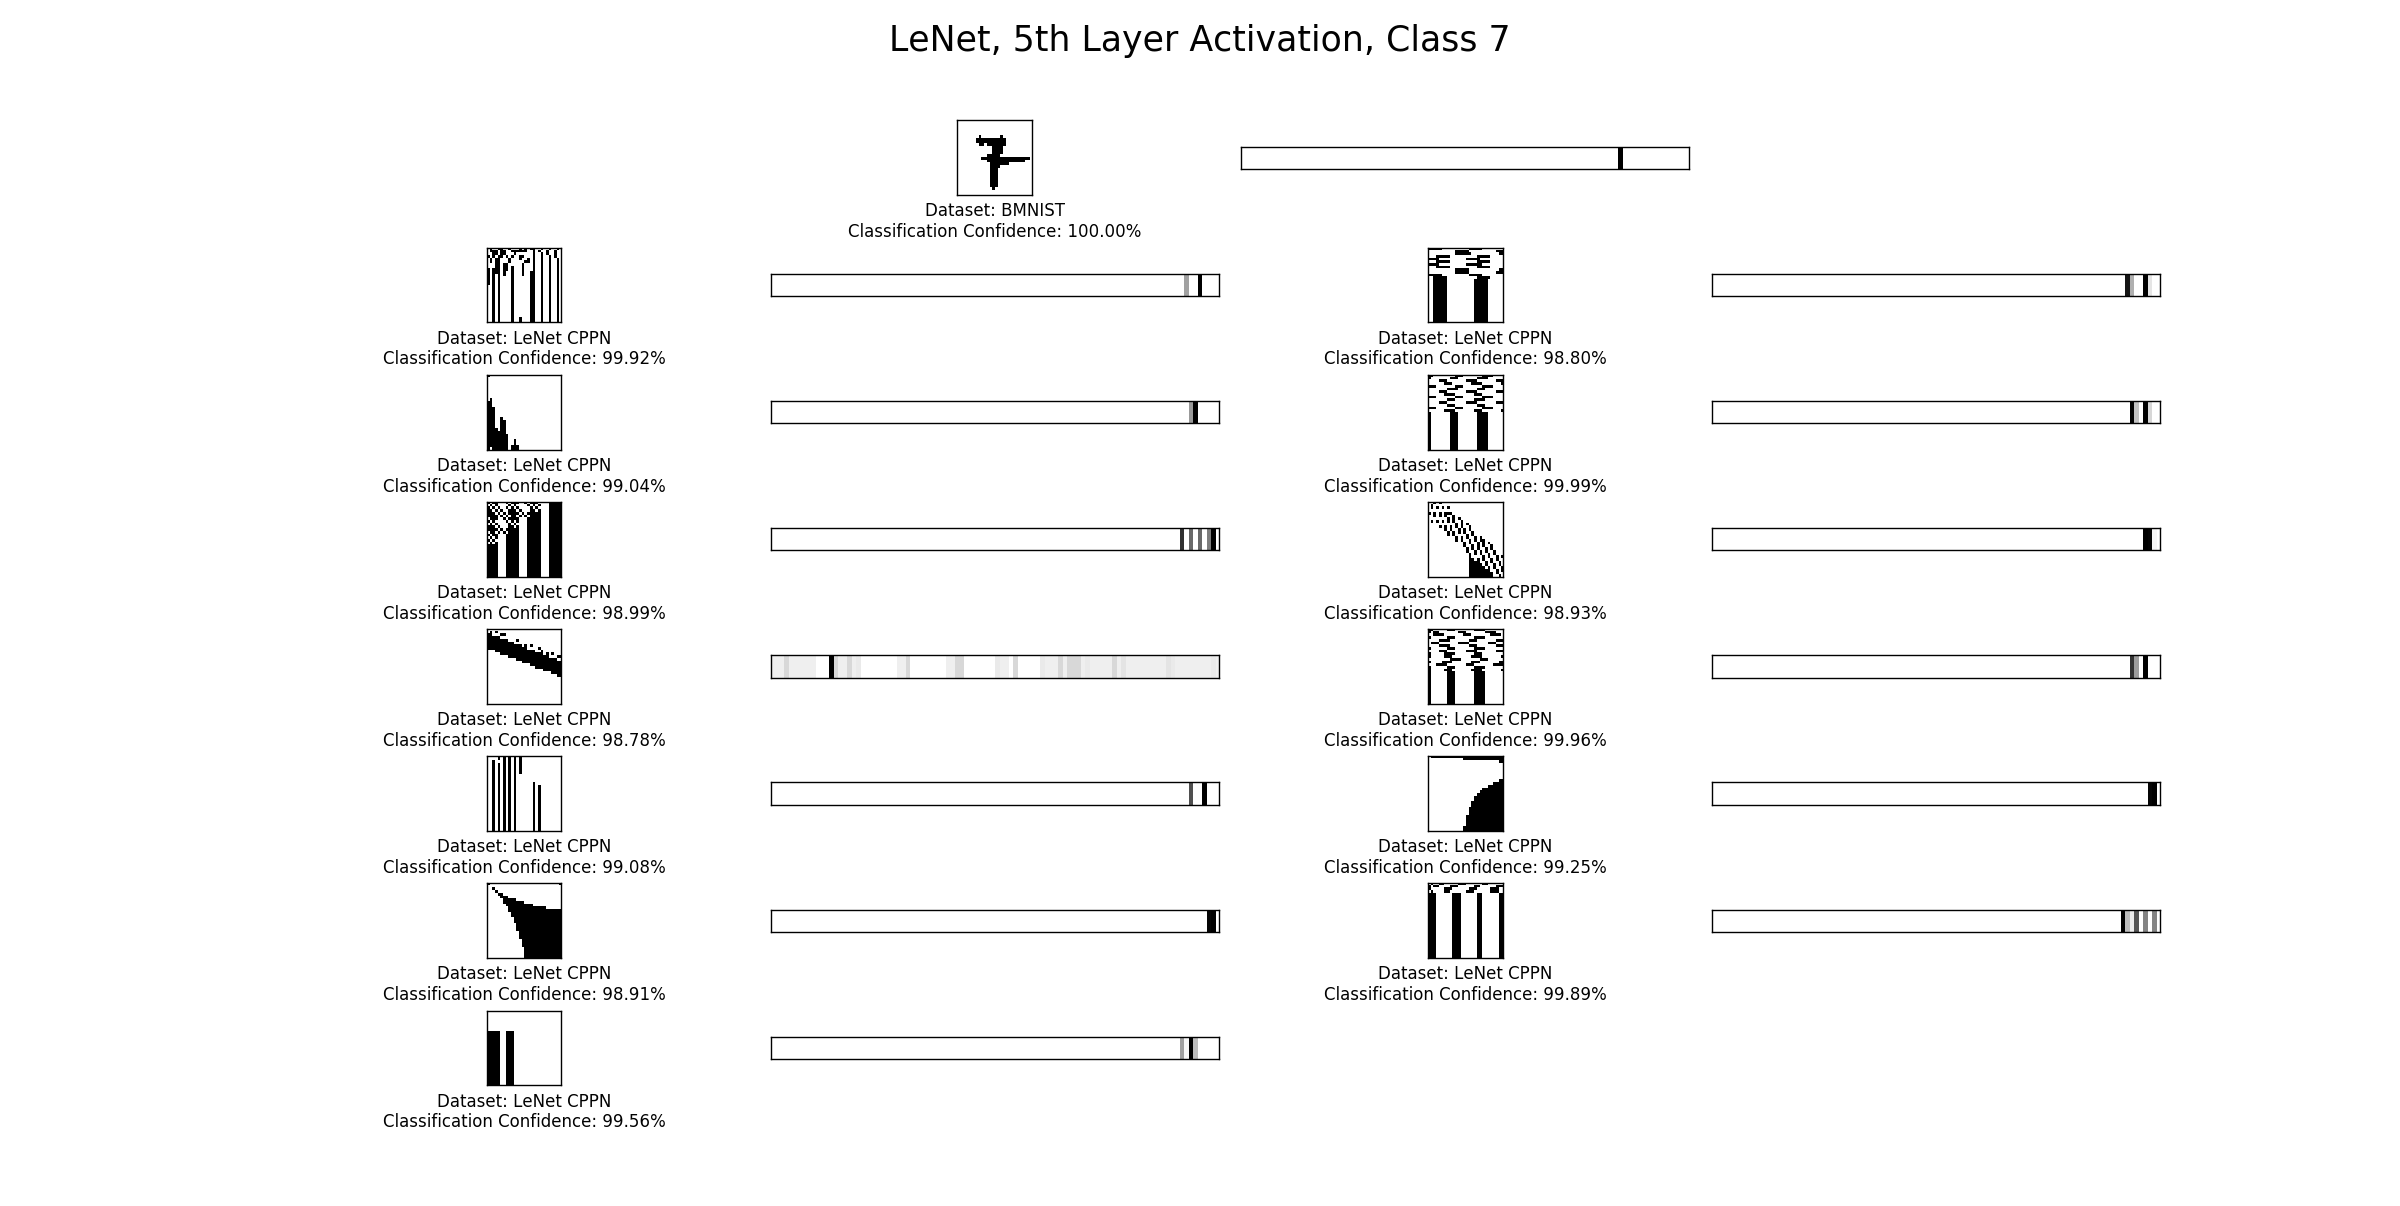 LeNet, 5th Layer Activation, Class 7
Dataset: BMNIST
Classification Confidence: 100.00%
Dataset: LeNet CPPN
Classification Confidence: 99.92%
Dataset: LeNet CPPN
Classification Confidence: 98.80%
Dataset: LeNet CPPN
Classification Confidence: 99.04%
Dataset: LeNet CPPN
Classification Confidence: 99.99%
Dataset: LeNet CPPN
Classification Confidence: 98.99%
Dataset: LeNet CPPN
Classification Confidence: 98.93%
Dataset: LeNet CPPN
Classification Confidence: 98.78%
Dataset: LeNet CPPN
Classification Confidence: 99.96%
Dataset: LeNet CPPN
Classification Confidence: 99.08%
Dataset: LeNet CPPN
Classification Confidence: 99.25%
Dataset: LeNet CPPN
Classification Confidence: 98.91%
Dataset: LeNet CPPN
Classification Confidence: 99.89%
Dataset: LeNet CPPN
Classification Confidence: 99.56%